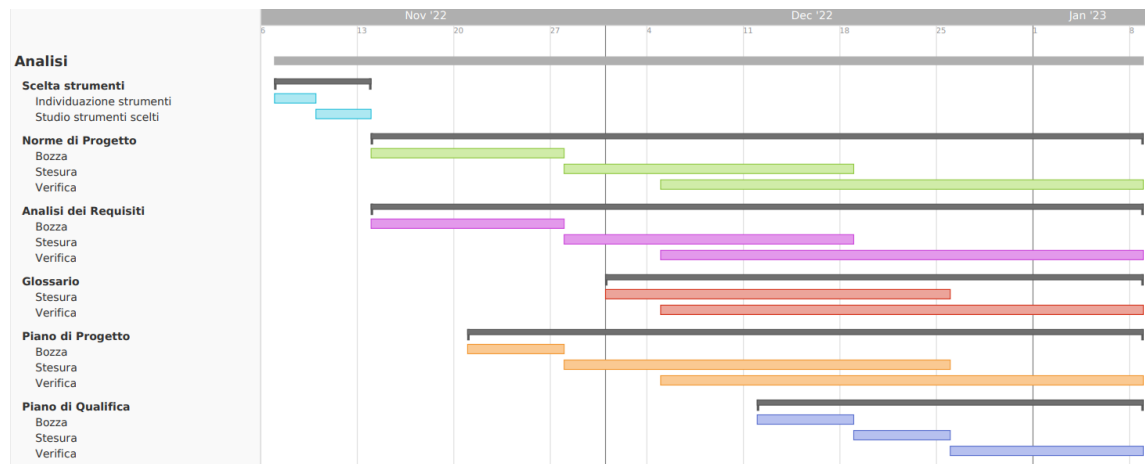 Nov '22 Dec '22 Jan '23
6 13 20 27 4 11 18 25 1 8
Analisi
Scelta strumenti
Individuazione strumenti
Studio strumenti scelti
Norme di Progetto
Bozza
Stesura
Verifica
Analisi dei Requisiti
Bozza
Stesura
Verifica
Glossario
Stesura
Verifica
Piano di Progetto
Bozza
Stesura
Verifica
Piano di Qualifica
Bozza
Stesura
Verifica